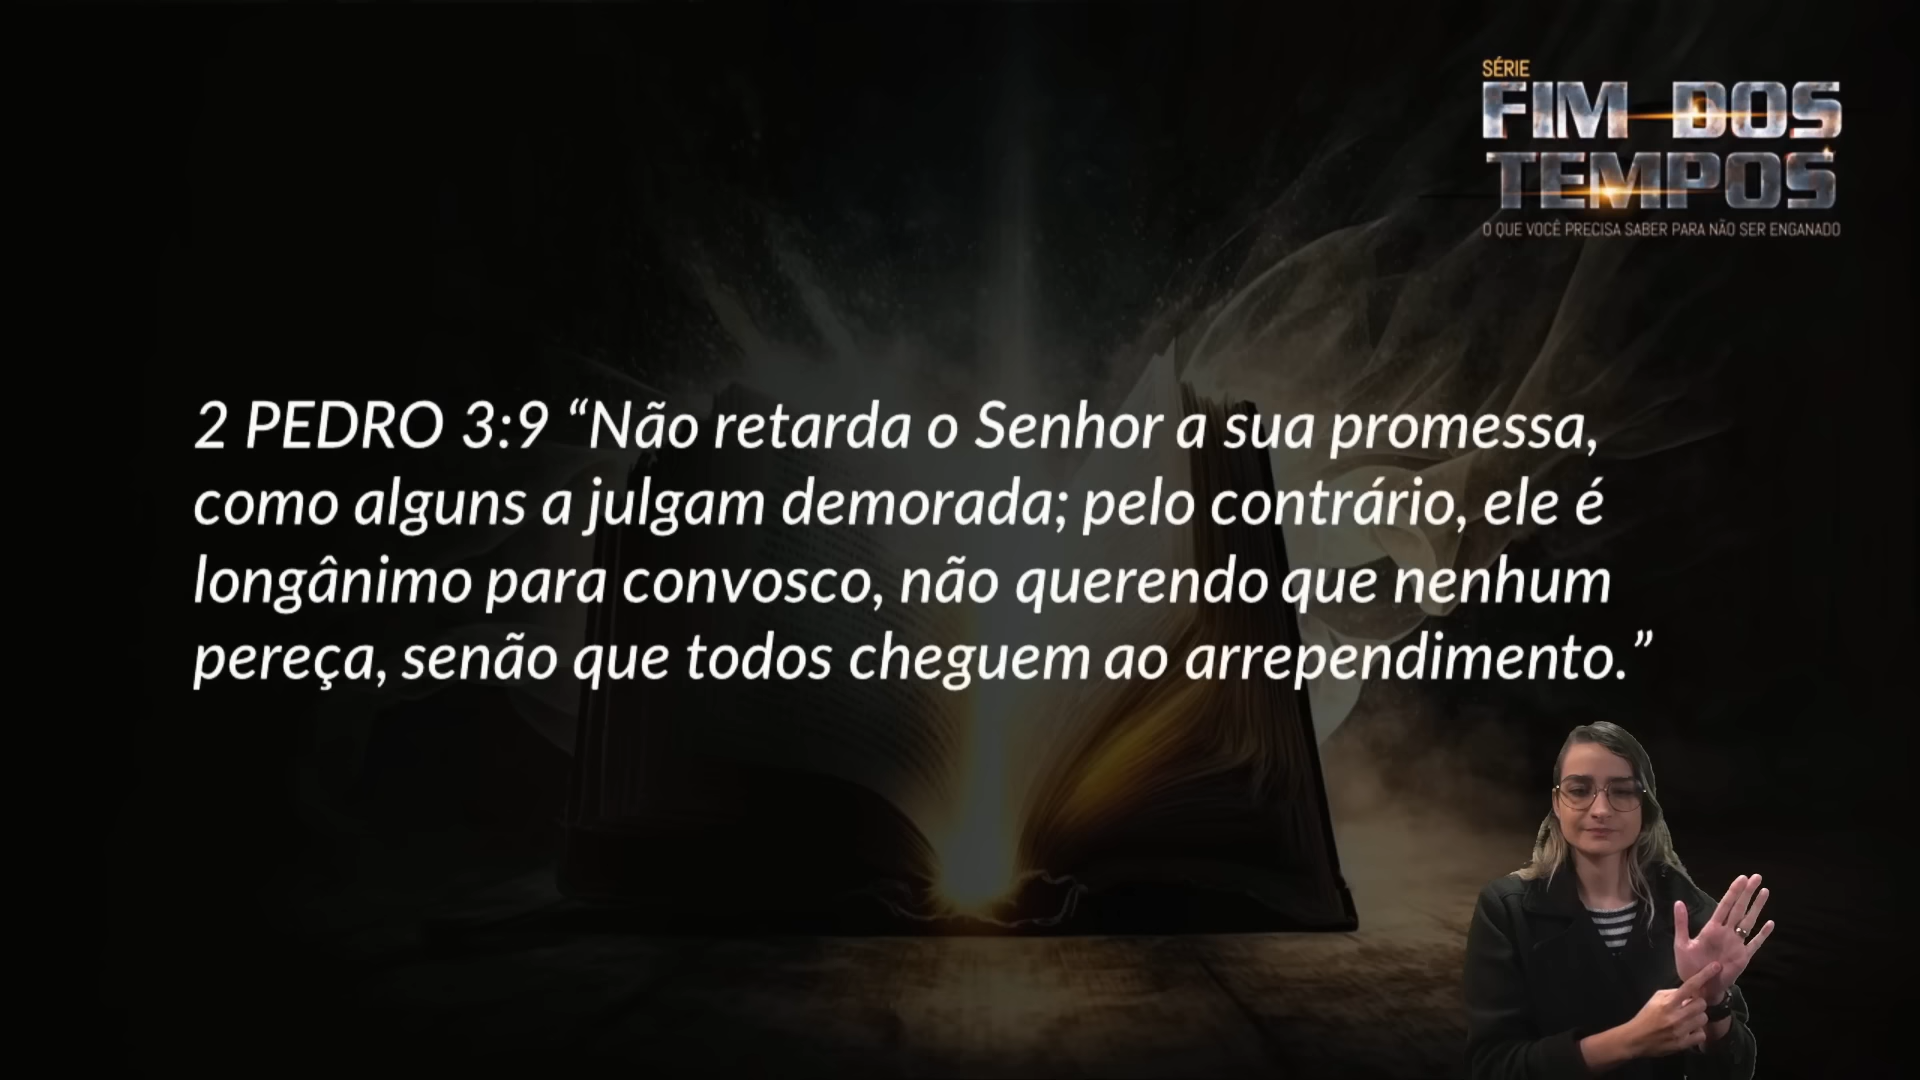 SÉRIE
FIM DOS
TEMPOS
O QUE VOCÊ PRECISA SABER PARA NÃO SER ENGANADO
2 PEDRO 3:9 “Não retarda o Senhor a sua promessa,
como alguns a julgam demorada; pelo contrário, ele é
longânimo para convosco, não querendo que nenhum
pereça, senão que todos cheguem ao arrependimento.”